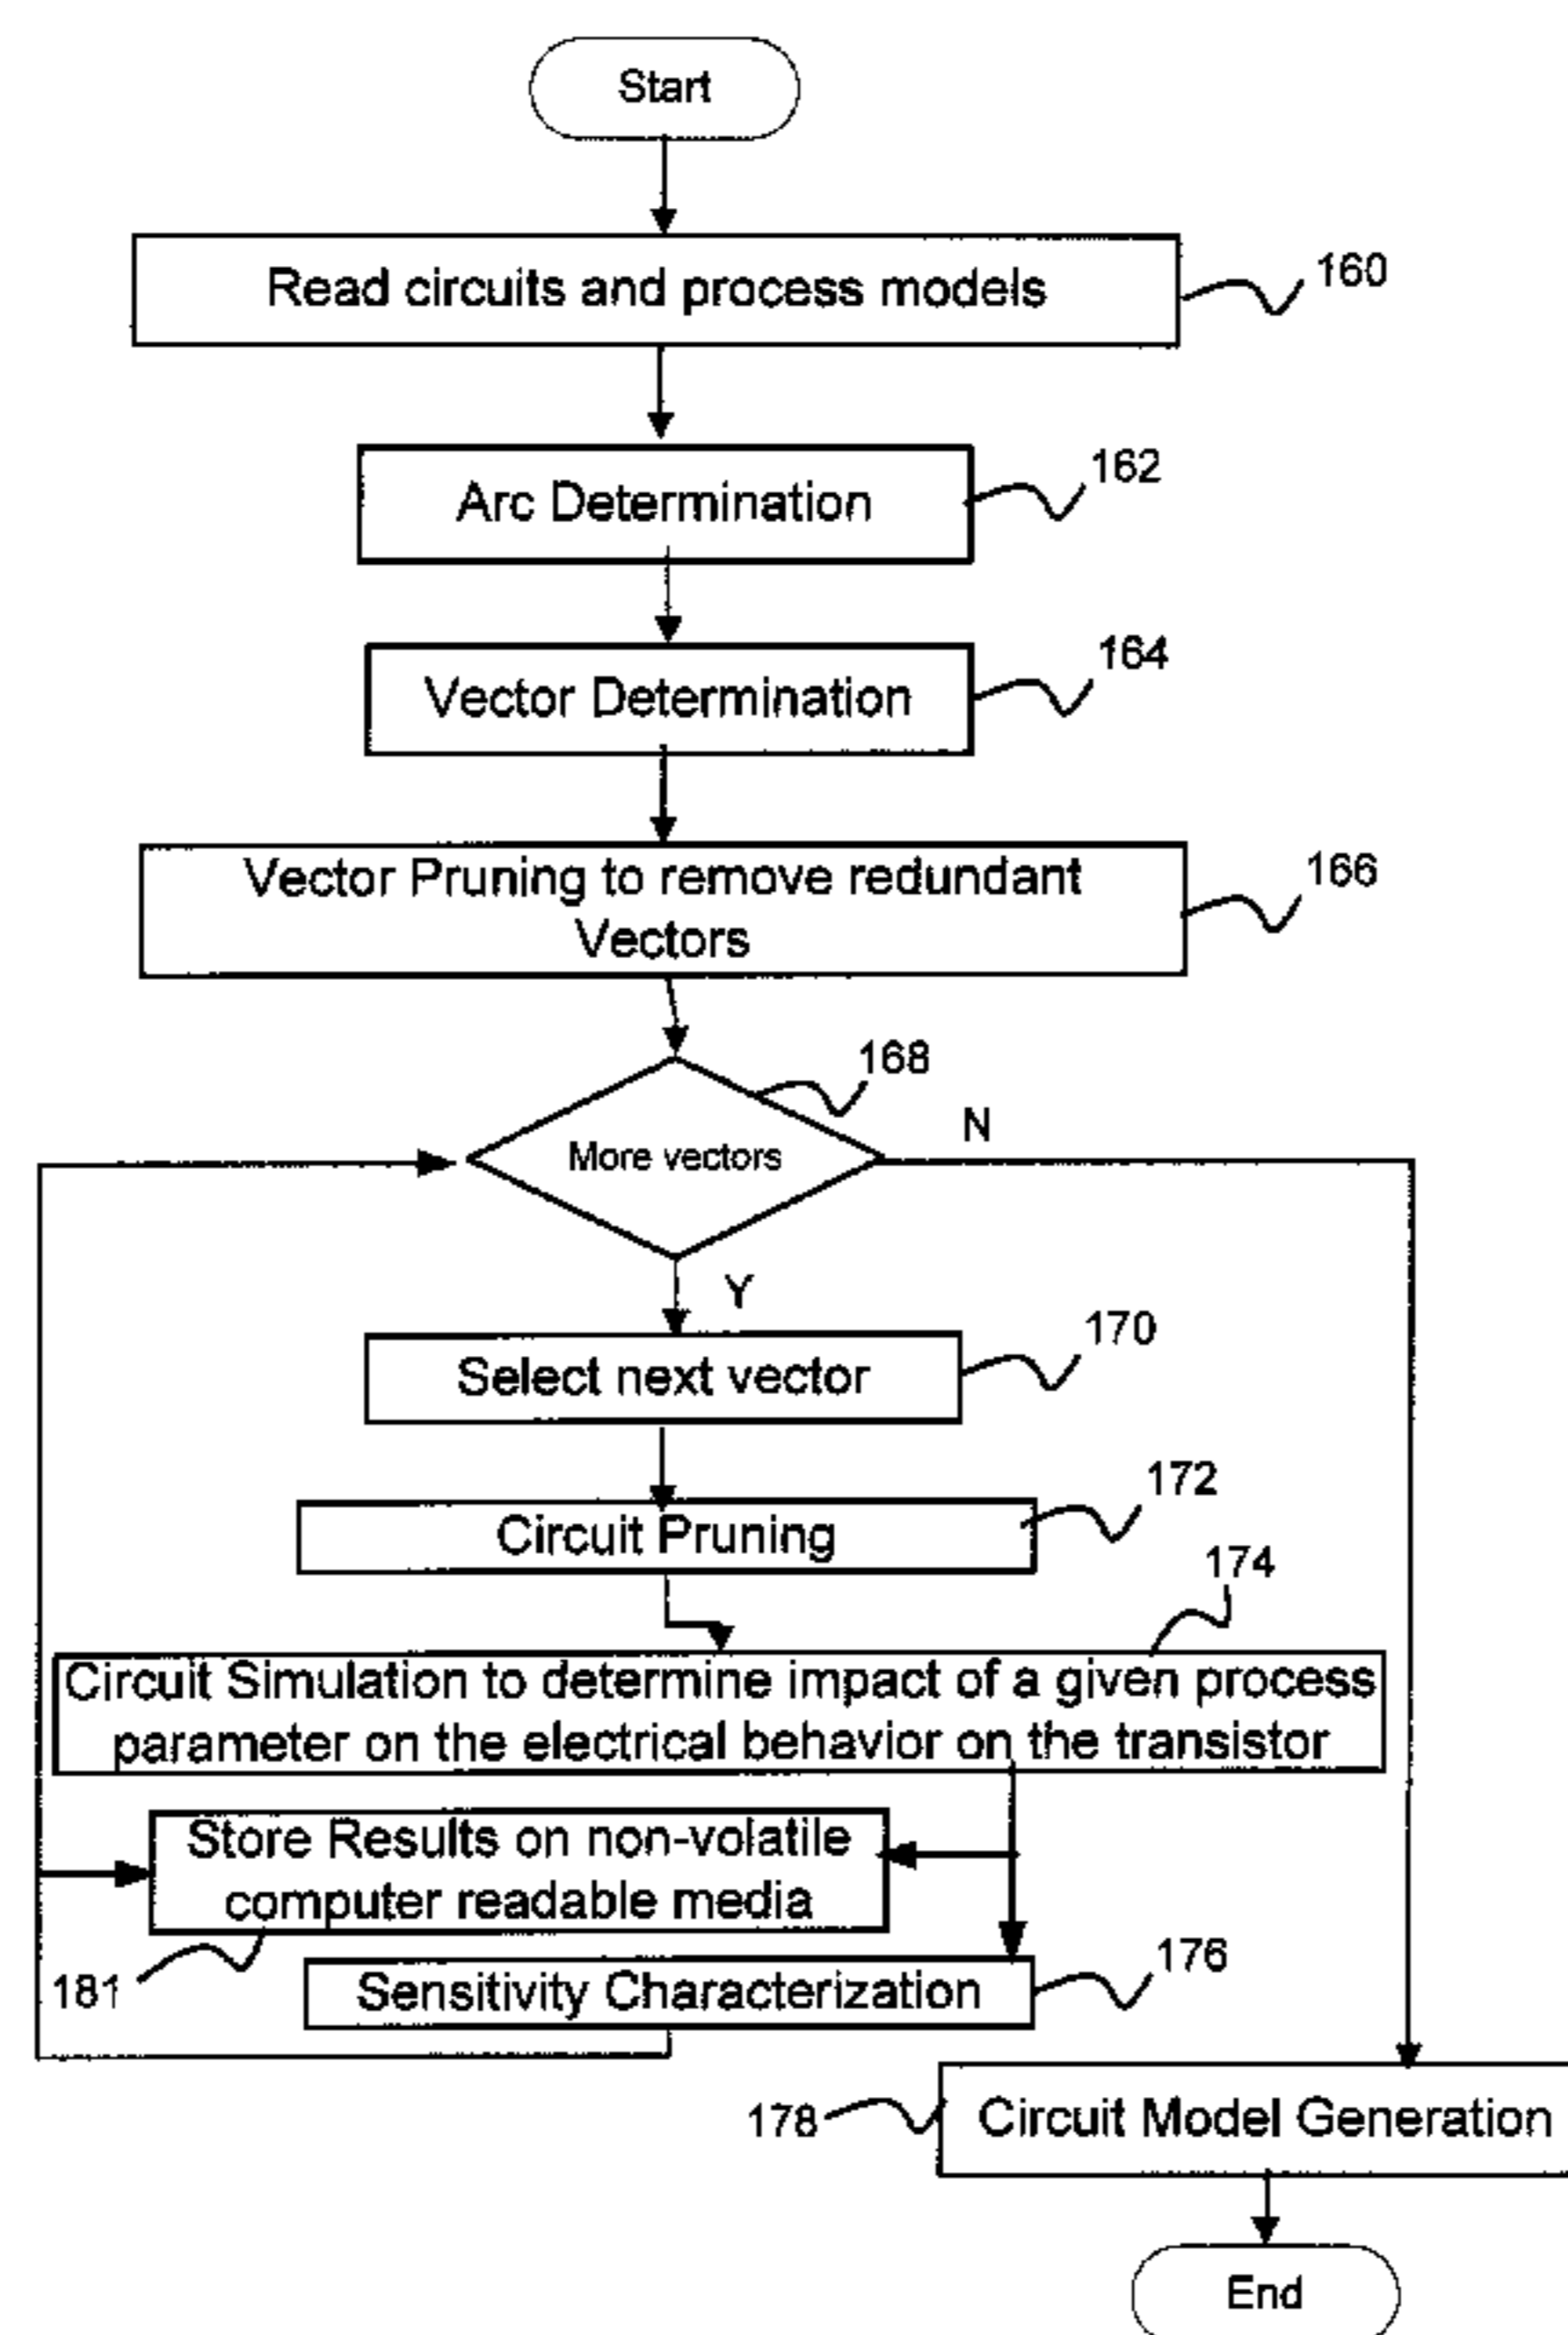 Start
Read circuits and process models
160
Arc Determination
162
Vector Determination
164
Vector Pruning to remove redundant
Vectors
166
168
More vectors
N
Y
Select next vector
170
Circuit Pruning
172
174
Circuit Simulation to determine impact of a given process
parameter on the electrical behavior on the transistor
Store Results on non-volatile
computer readable media
181
Sensitivity Characterization
176
178
Circuit Model Generation
End